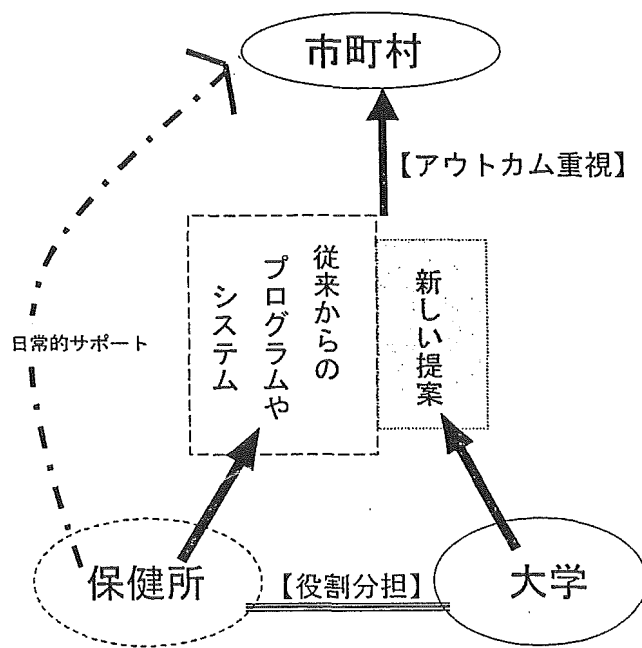 市町村
【アウトカム重視】
従来からの
プログラムや
システム
新しい提案
日常的サポート
保健所
【役割分担】
大学